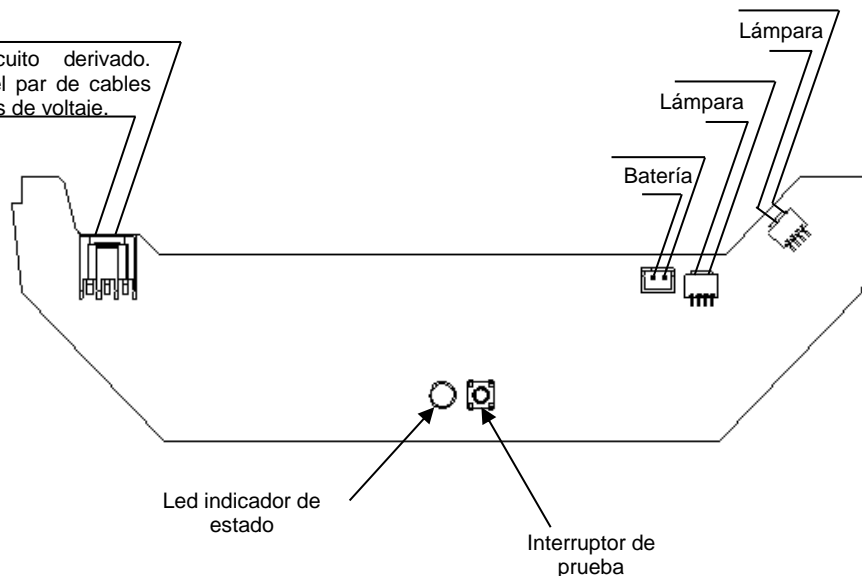 cuito derivado.
el par de cables
s de voltaje.
Lámpara
Lámpara
Batería
Led indicador de
estado
Interruptor de
prueba